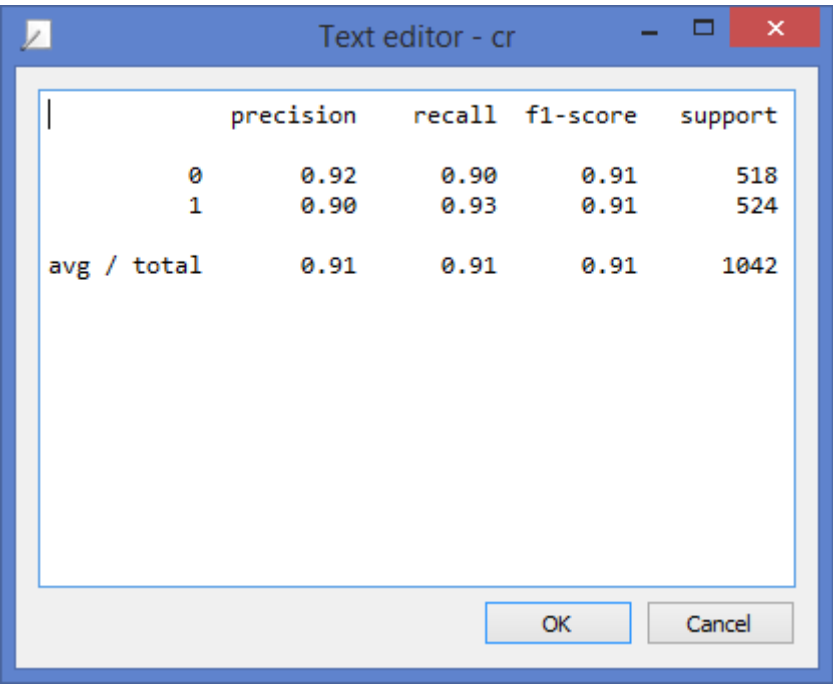 Text editor - cr
precision recall f1-score support
0 0.92 0.90 0.91 518
1 0.90 0.93 0.91 524
avg / total 0.91 0.91 0.91 1042
OK Cancel